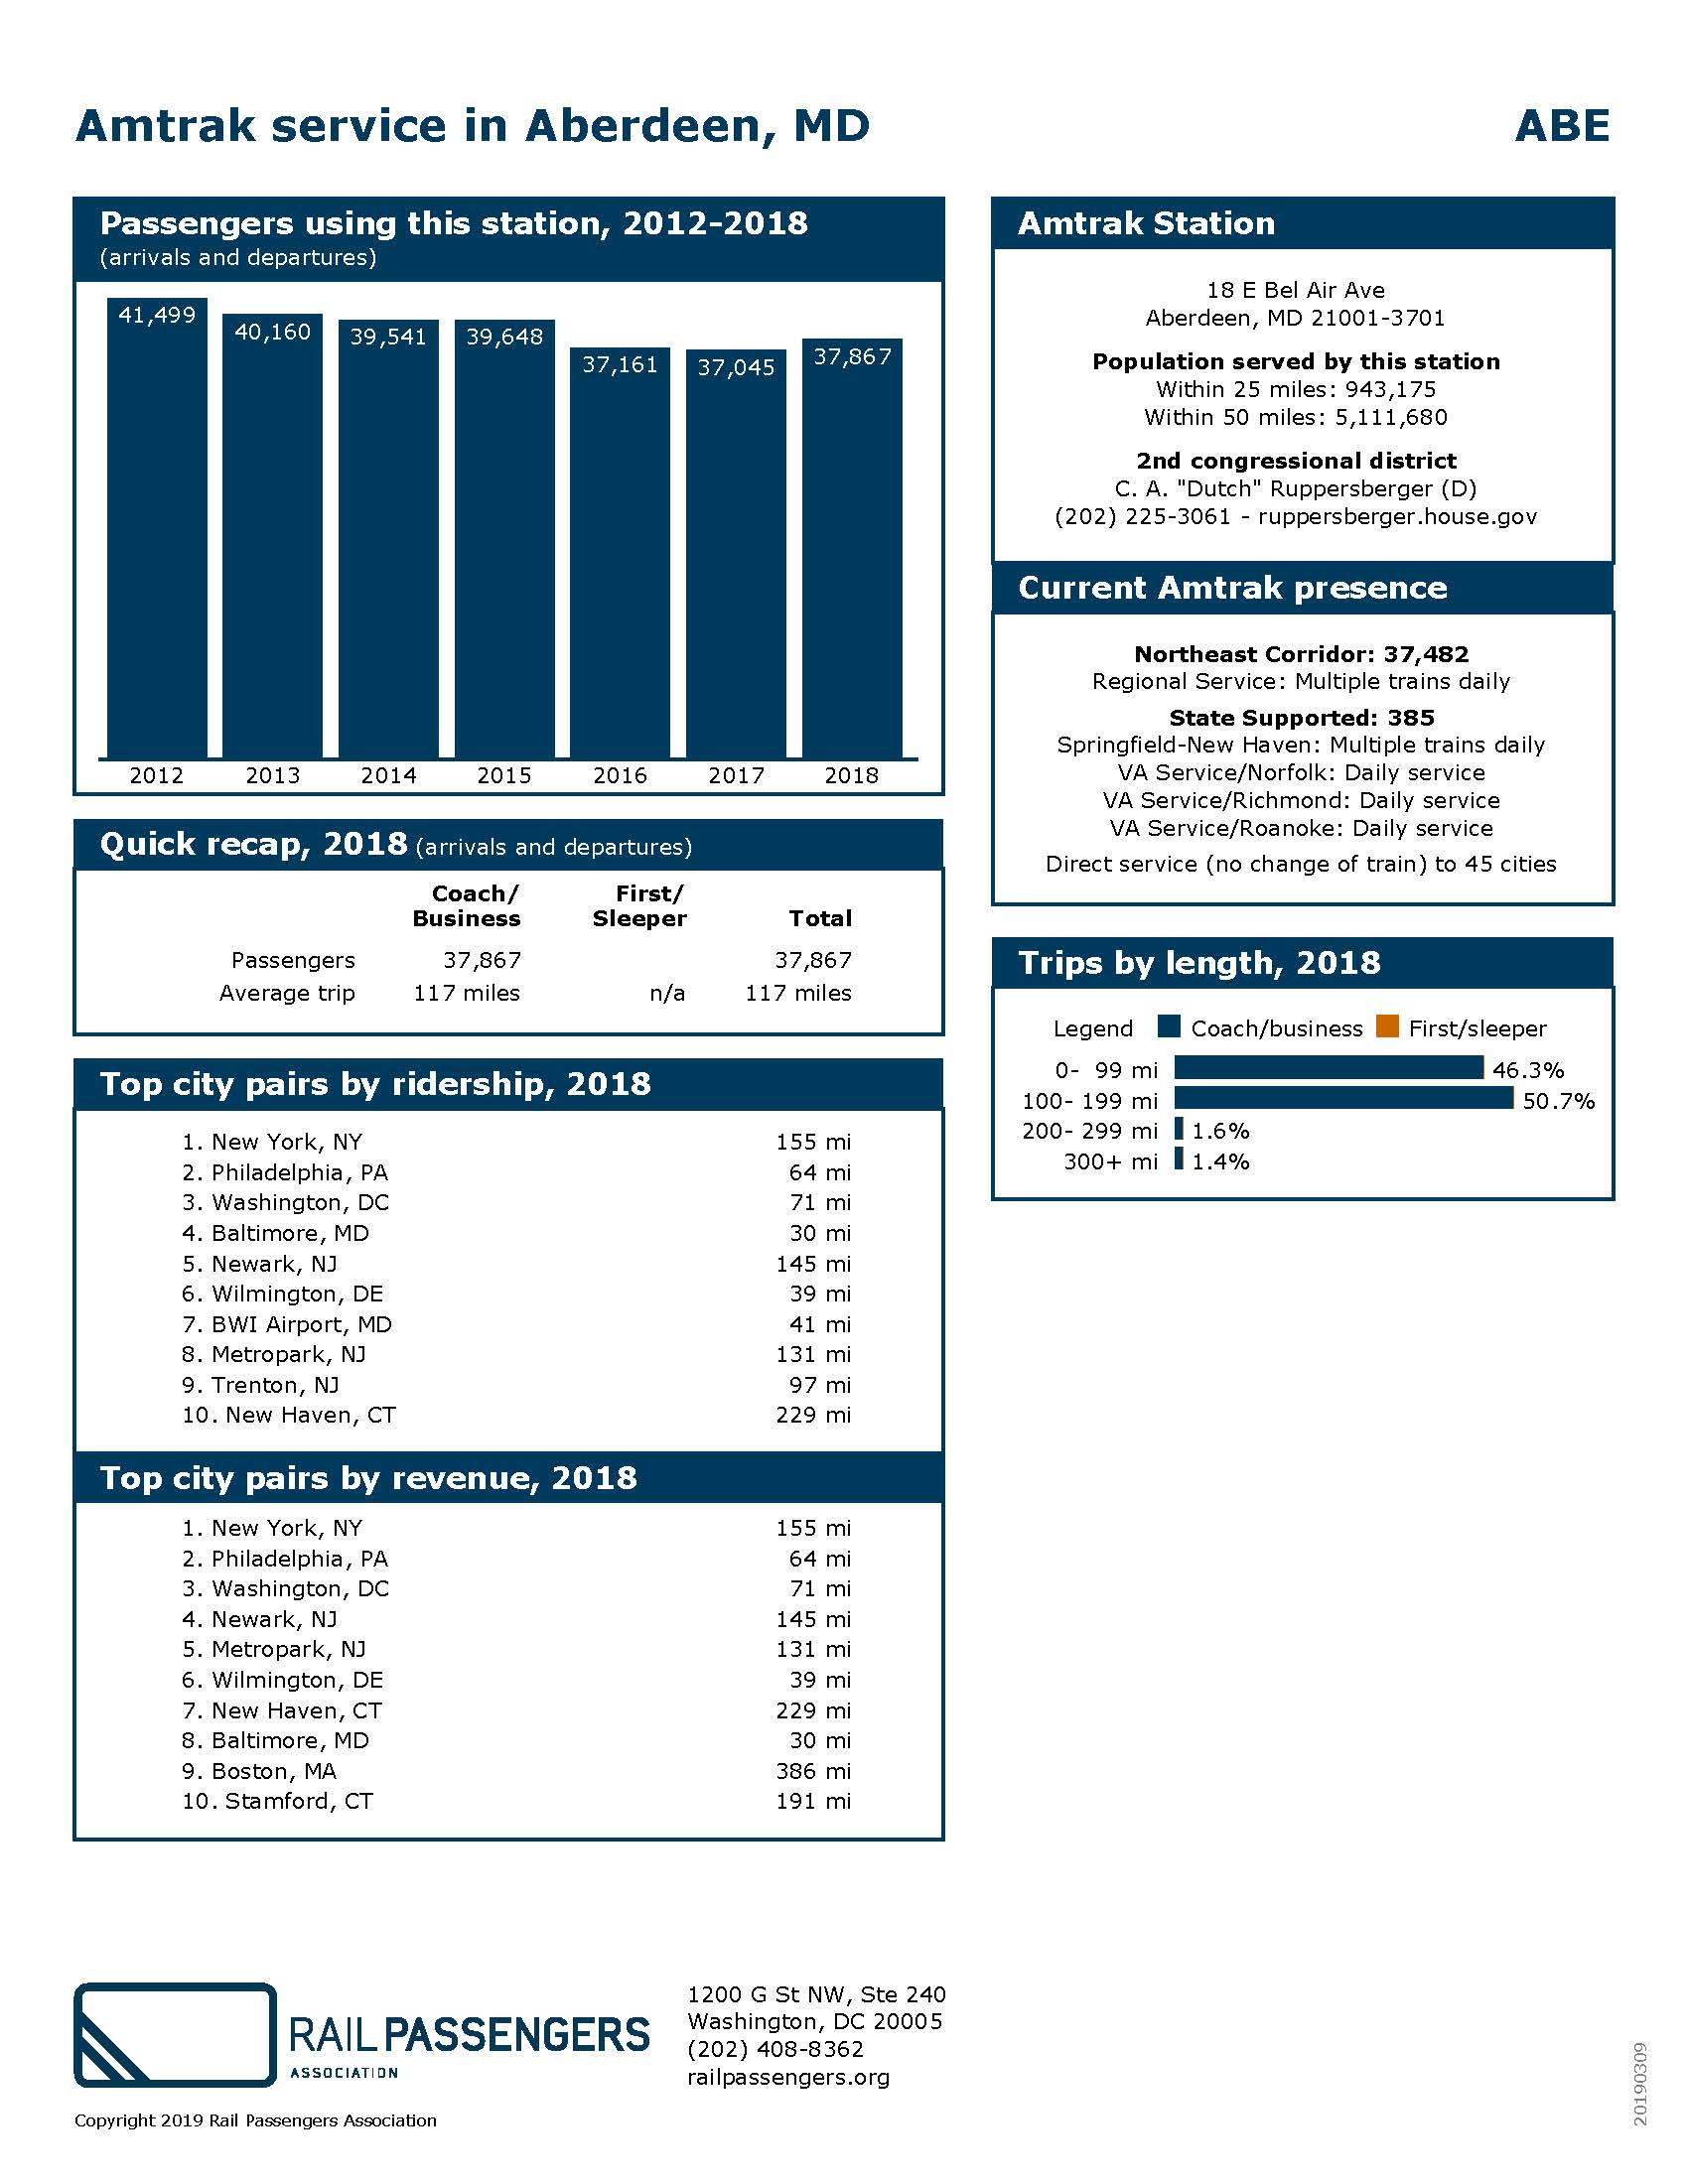 Amtrak service in Aberdeen, MD
ABE
Passengers using this station, 2012-2018
(arrivals and departures)
41,499
40,160
39,541
39,648
37,161
37,045
37,867
2012
2013
2014
2015
2016
2017
2018
Quick recap, 2018 (arrivals and departures)
Coach/ First/
Business Sleeper Total
Passengers 37,867 37,867
Average trip 117 miles n/a 117 miles
Top city pairs by ridership, 2018
1. New York, NY 155 mi
2. Philadelphia, PA 64 mi
3. Washington, DC 71 mi
4. Baltimore, MD 30 mi
5. Newark, NJ 145 mi
6. Wilmington, DE 39 mi
7. BWI Airport, MD 41 mi
8. Metropark, NJ 131 mi
9. Trenton, NJ 97 mi
10. New Haven, CT 229 mi
Top city pairs by revenue, 2018
1. New York, NY 155 mi
2. Philadelphia, PA 64 mi
3. Washington, DC 71 mi
4. Newark, NJ 145 mi
5. Metropark, NJ 131 mi
6. Wilmington, DE 39 mi
7. New Haven, CT 229 mi
8. Baltimore, MD 30 mi
9. Boston, MA 386 mi
10. Stamford, CT 191 mi
Amtrak Station
18 E Bel Air Ave
Aberdeen, MD 21001-3701
Population served by this station
Within 25 miles: 943,175
Within 50 miles: 5,111,680
2nd congressional district
C. A. "Dutch" Ruppersberger (D)
(202) 225-3061 - ruppersberger.house.gov
Current Amtrak presence
Northeast Corridor: 37,482
Regional Service: Multiple trains daily
State Supported: 385
Springfield-New Haven: Multiple trains daily
VA Service/Norfolk: Daily service
VA Service/Richmond: Daily service
VA Service/Roanoke: Daily service
Direct service (no change of train) to 45 cities
Trips by length, 2018
Legend Coach/business First/sleeper
0- 99 mi 46.3%
100- 199 mi 50.7%
200- 299 mi 1.6%
300+ mi 1.4%
RAILPASSENGERS
ASSOCIATION
1200 G St NW, Ste 240
Washington, DC 20005
(202) 408-8362
railpassengers.org
Copyright 2019 Rail Passengers Association
20190309